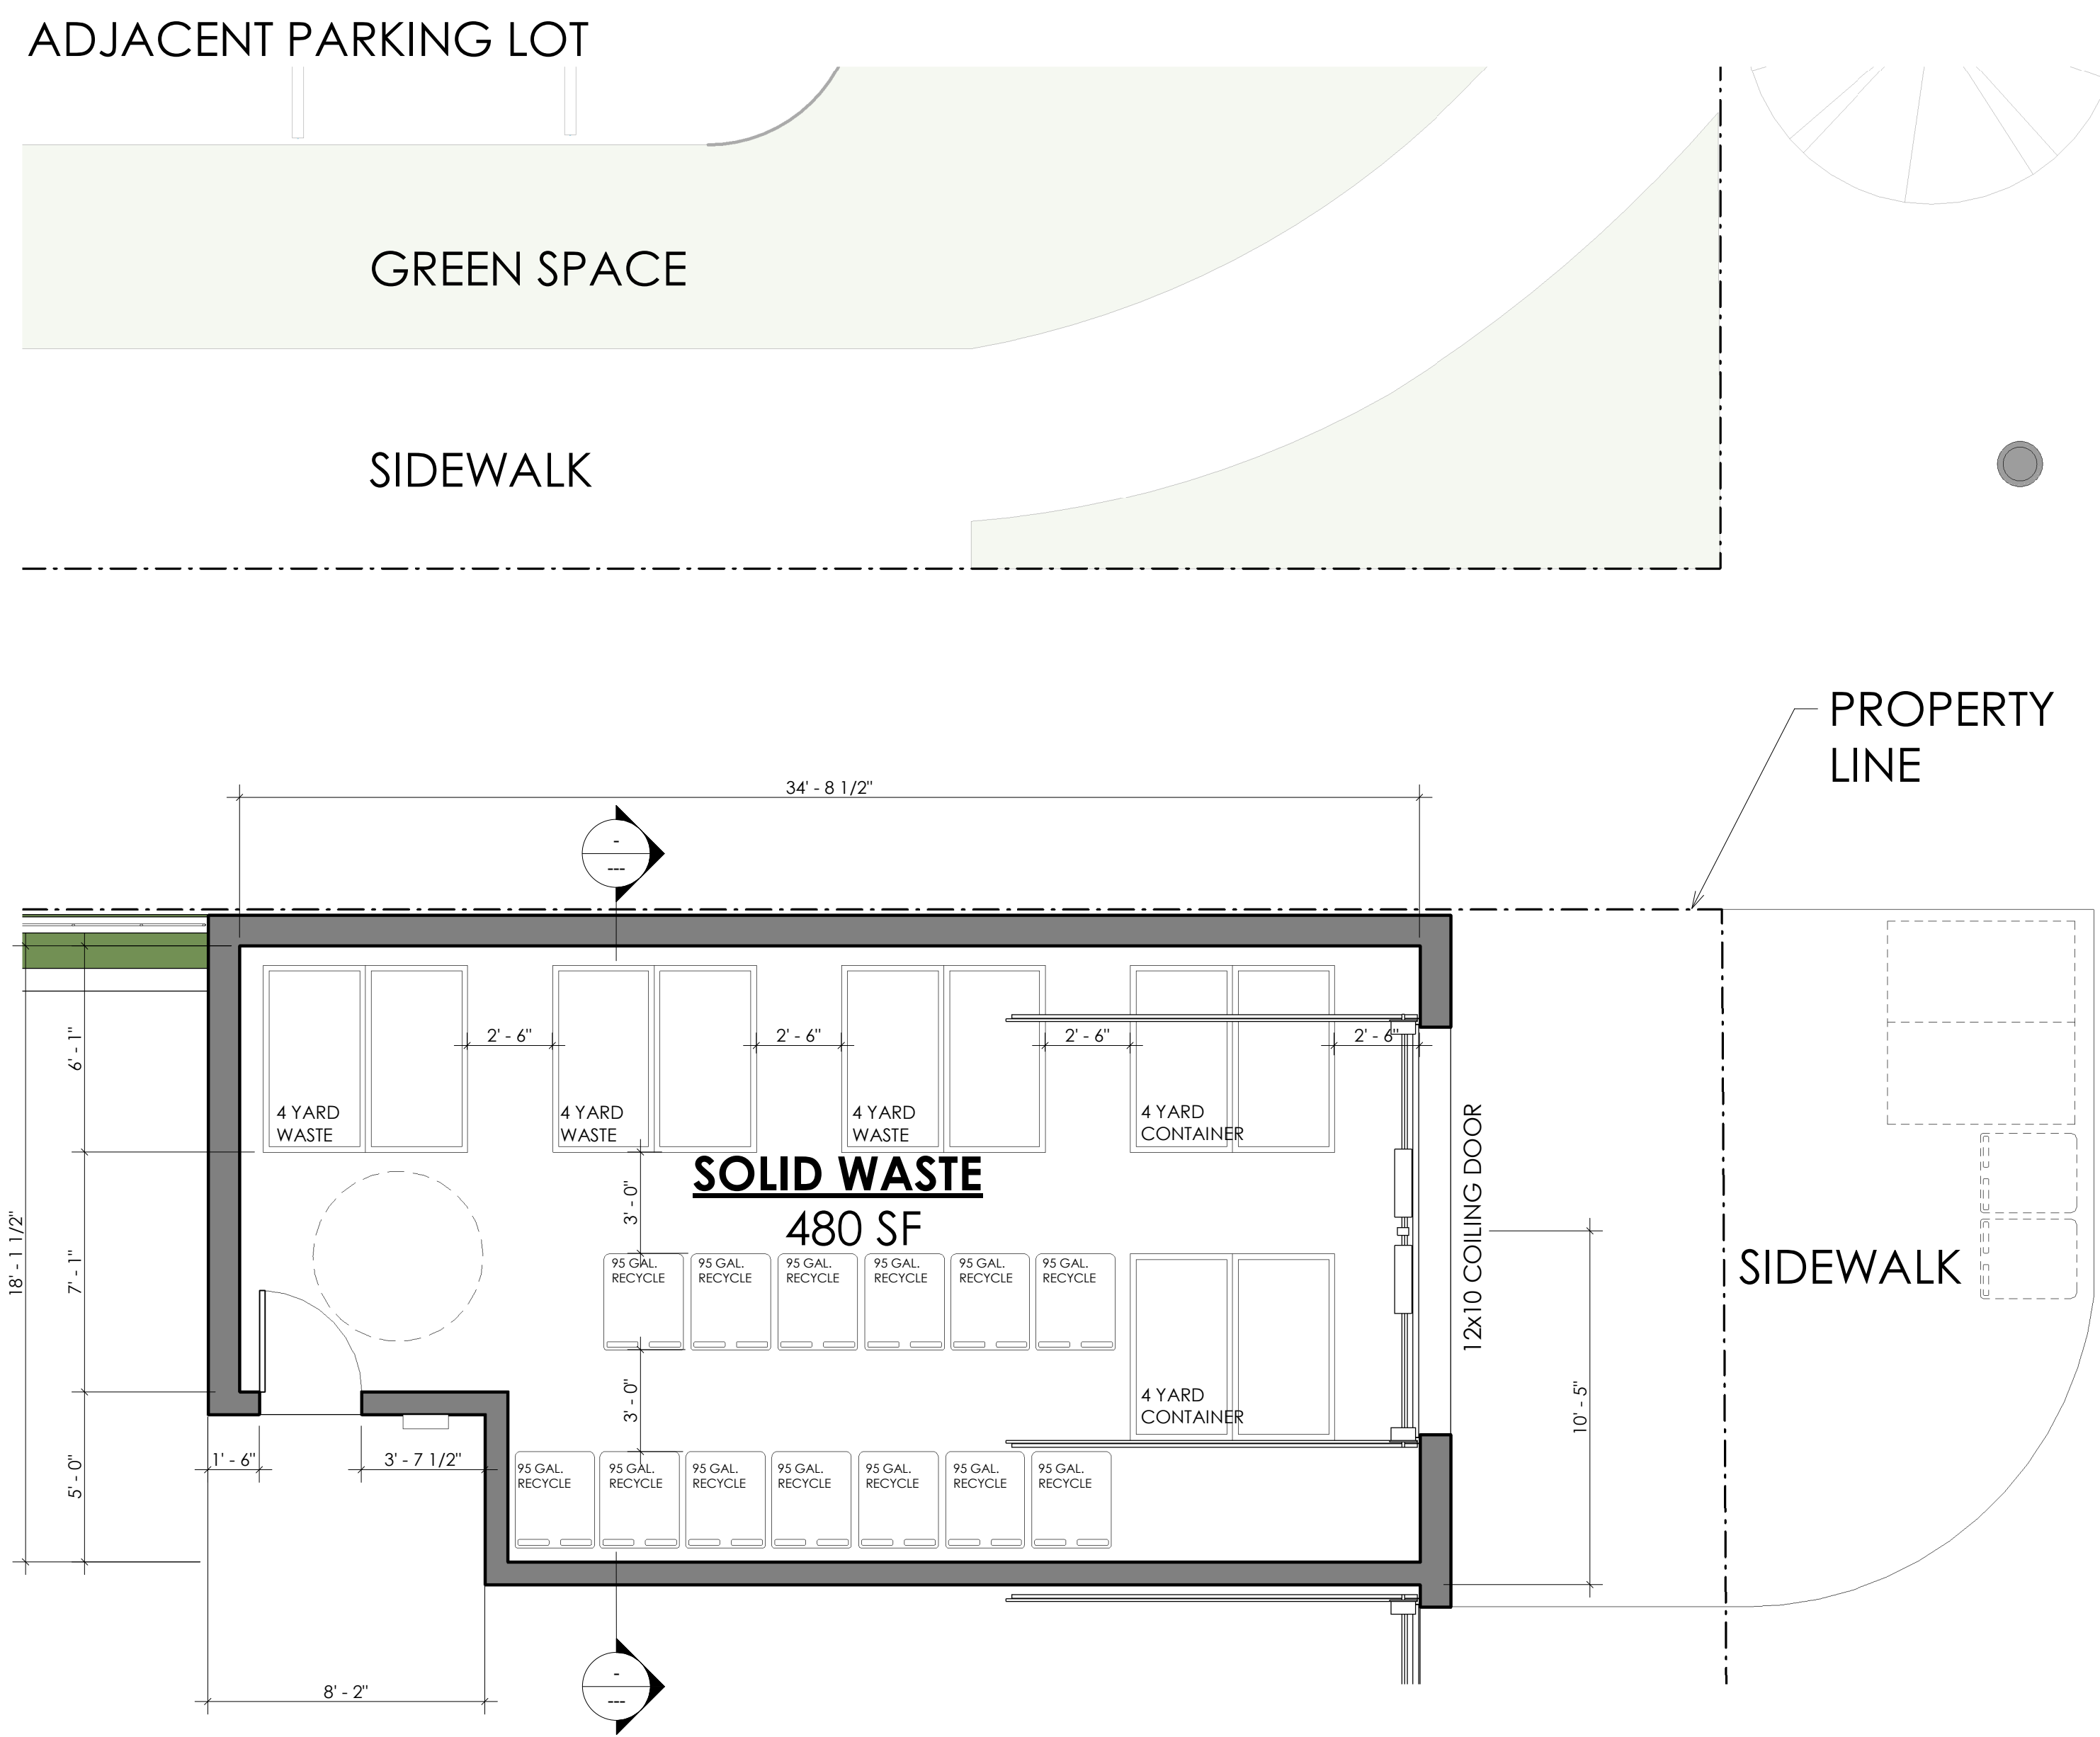 ADJACENT PARKING LOT
GREEN SPACE
SIDEWALK
PROPERTY
LINE
34' - 8 1/2"
-
---
2' - 6"
2' - 6"
2' - 6"
2' - 6"
6' - 1"
4 YARD
WASTE
4 YARD
WASTE
4 YARD
WASTE
4 YARD
CONTAINER
SOLID WASTE
480 SF
3' - 0"
12x10 COILING DOOR
SIDEWALK
18' - 1 1/2"
7' - 1"
95 GAL.
RECYCLE
95 GAL.
RECYCLE
95 GAL.
RECYCLE
95 GAL.
RECYCLE
95 GAL.
RECYCLE
95 GAL.
RECYCLE
3' - 0"
4 YARD
CONTAINER
10' - 5"
1' - 6"
3' - 7 1/2"
5' - 0"
95 GAL.
RECYCLE
95 GAL.
RECYCLE
95 GAL.
RECYCLE
95 GAL.
RECYCLE
95 GAL.
RECYCLE
95 GAL.
RECYCLE
95 GAL.
RECYCLE
8' - 2"
-
---